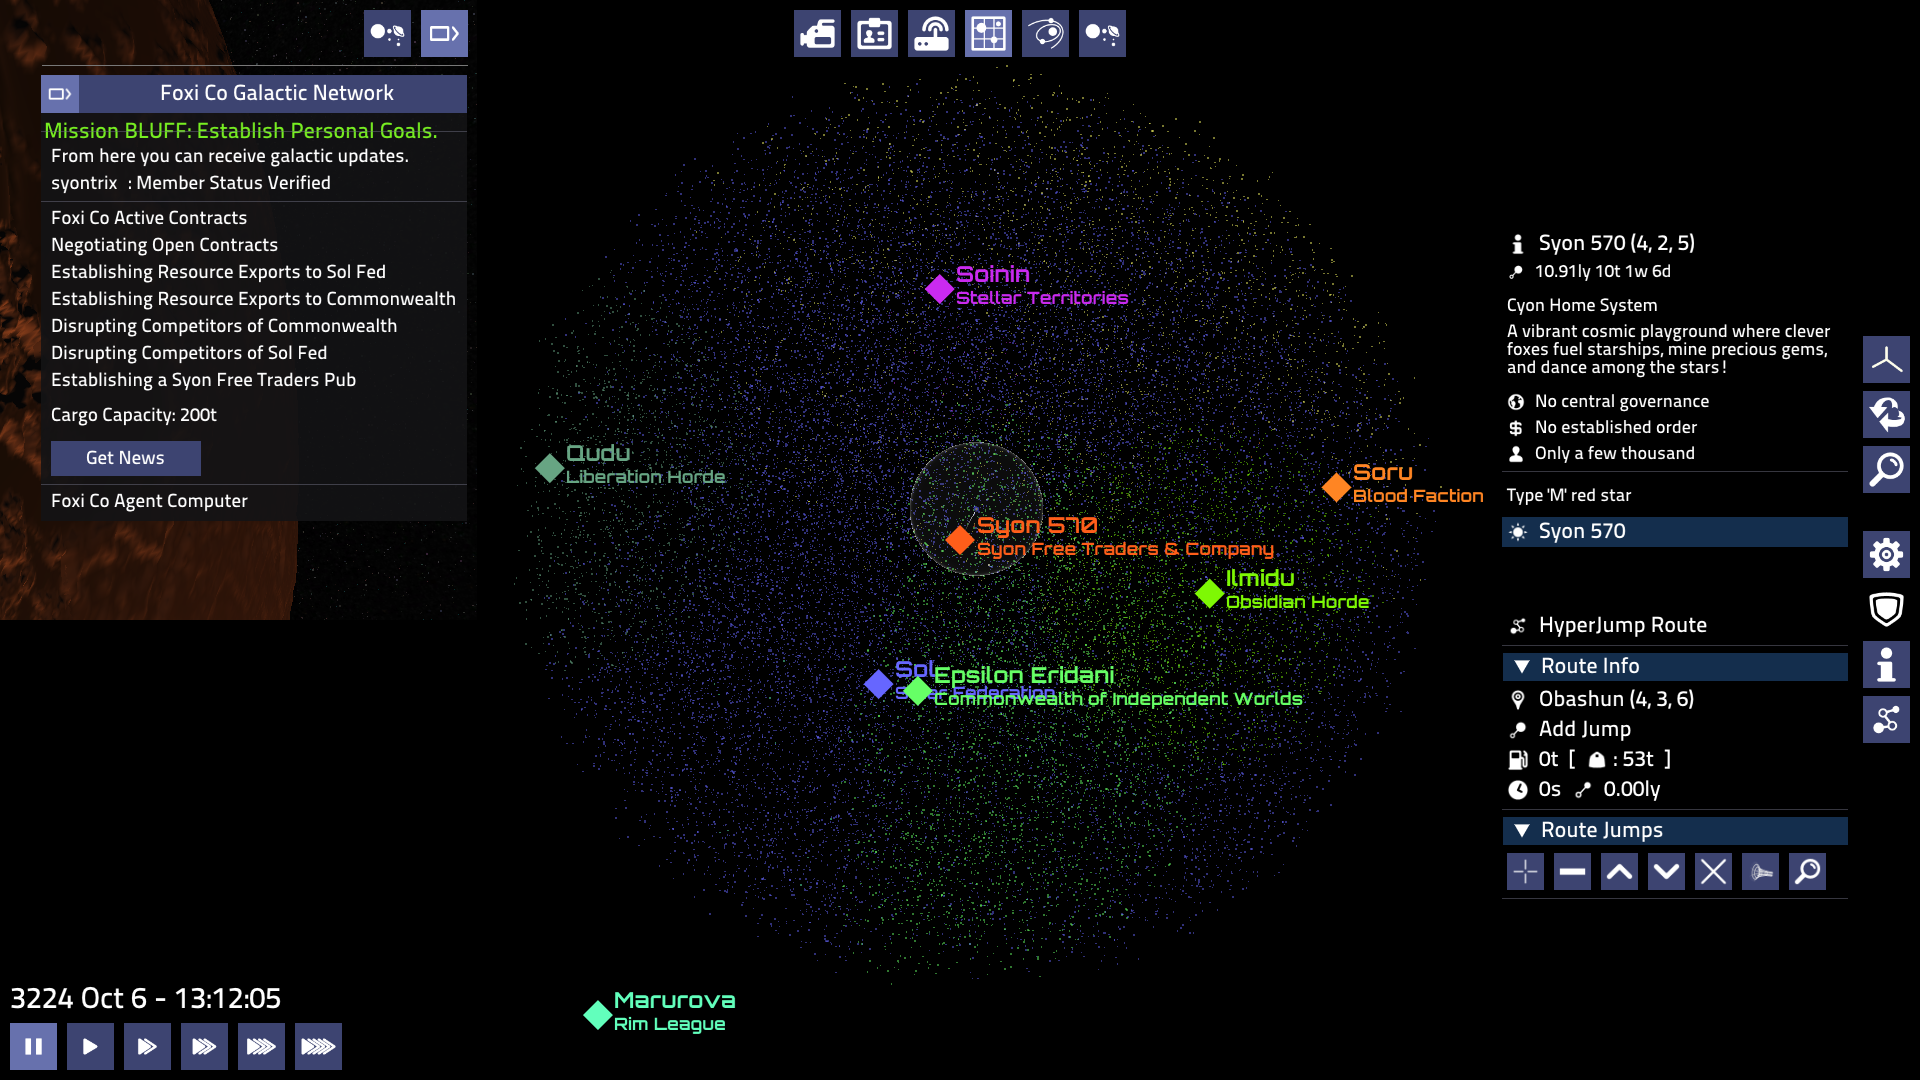 Foxi Co Galactic Network
Mission BLUFF: Establish Personal Goals.
From here you can receive galactic updates.
syontrix : Member Status Verified
Foxi Co Active Contracts
Negotiating Open Contracts
Establishing Resource Exports to Sol Fed
Establishing Resource Exports to Commonwealth
Disrupting Competitors of Commonwealth
Disrupting Competitors of Sol Fed
Establishing a Syon Free Traders Pub
Cargo Capacity: 200t
Get News
Foxi Co Agent Computer
Soinin
Stellar Territories
Qudu
Liberation Horde
Soru
Blood Faction
Syon 570
Syon Free Traders & Company
Ilmidu
Obsidian Horde
Sol
Federation
Epsilon Eridani
Commonwealth of Independent Worlds
Marurova
Rim League
Syon 570 (4, 2, 5)
10.91ly 10t 1w 6d
Cyon Home System
A vibrant cosmic playground where clever
foxes fuel starships, mine precious gems,
and dance among the stars!
No central governance
No established order
Only a few thousand
Type 'M' red star
Syon 570
HyperJump Route
Route Info
Obashun (4, 3, 6)
Add Jump
0t [ : 53t ]
0s 0.00ly
Route Jumps
3224 Oct 6 - 13:12:05